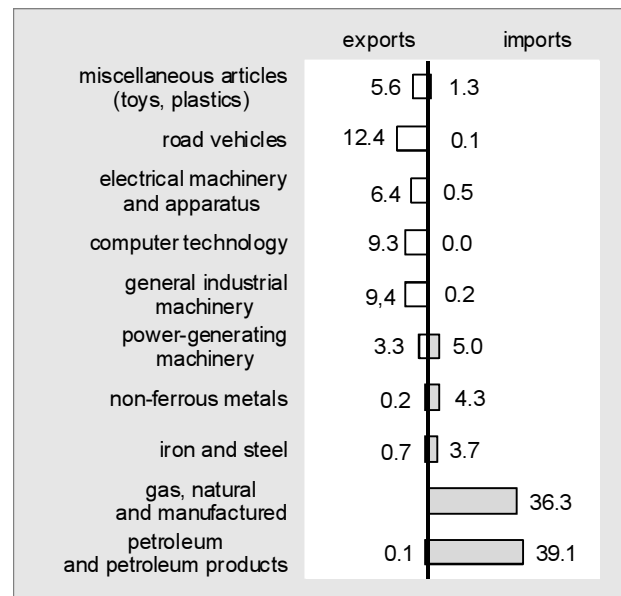 exports imports
miscellaneous articles
(toys, plastics) 5.6 1.3
road vehicles 12.4 0.1
electrical machinery
and apparatus 6.4 0.5
computer technology 9.3 0.0
general industrial
machinery 9,4 0.2
power-generating
machinery 3.3 5.0
non-ferrous metals 0.2 4.3
iron and steel 0.7 3.7
gas, natural
and manufactured 36.3
petroleum
and petroleum products 0.1 39.1